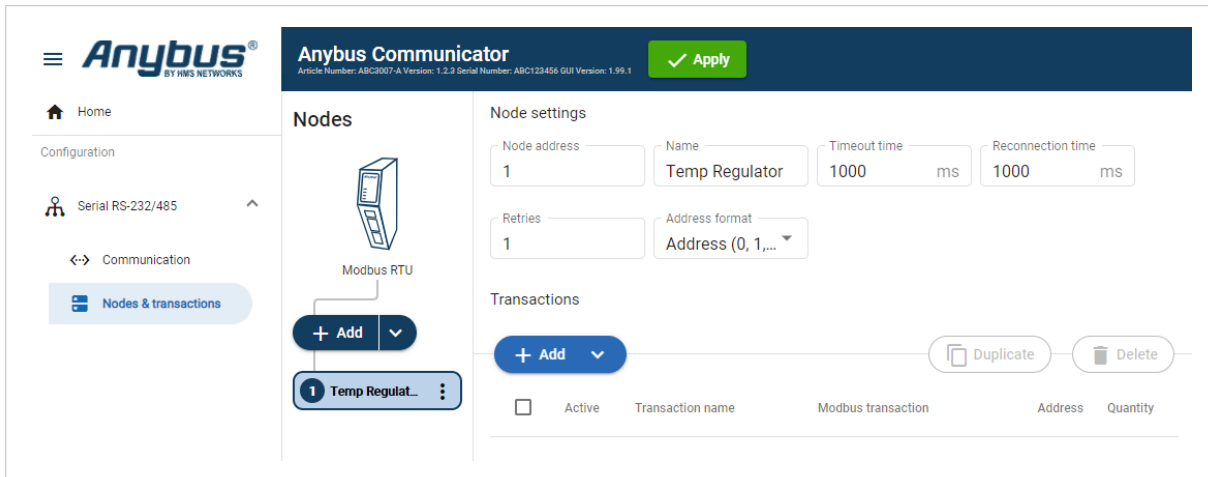 Anybus®
BY HMS NETWORKS
Anybus Communicator
Article Number: ABC3007-A Version: 1.2.3 Serial Number: ABC123456 GUI Version: 1.99.1
Apply
Home
Configuration
Serial RS-232/485
Communication
Nodes & transactions
Nodes
Modbus RTU
Add
1 Temp Regulat...
Node settings
Node address
1
Name
Temp Regulator
Timeout time
1000 ms
Reconnection time
1000 ms
Retries
1
Address format
Address (0, 1,...
Transactions
Add
Duplicate
Delete
Active Transaction name Modbus transaction Address Quantity